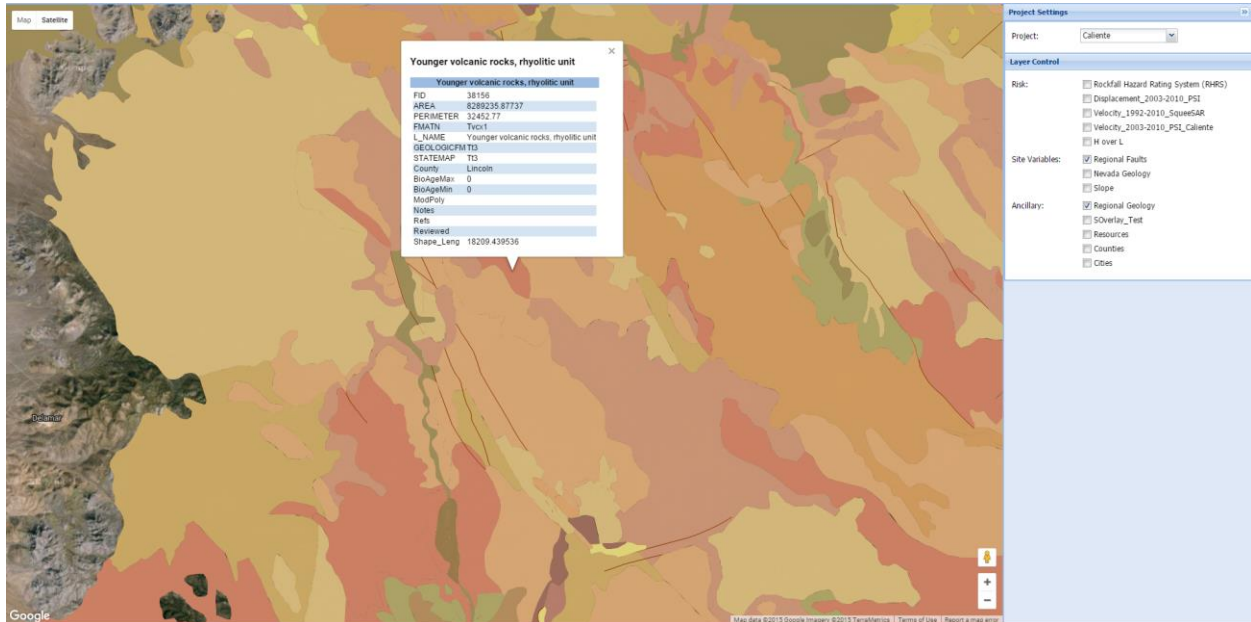 Map Satellite
Younger volcanic rocks, rhyolitic unit
Younger volcanic rocks, rhyolitic unit
FID 38156
AREA 8289235.87737
PERIMETER 32452.77
FMATN Tvcx1
L_NAME Younger volcanic rocks, rhyolitic unit
GEOLOGICFM Tt3
STATEMAP Tt3
County Lincoln
BioAgeMax 0
BioAgeMin 0
ModPoly
Notes
Refs
Reviewed
Shape_Leng 18209.439536
Delamar
Google
Map data ©2015 Google Imagery ©2015 TerraMetrics Terms of Use Report a map error
Project Settings
Project: Caliente
Layer Control
Risk: Rockfall Hazard Rating System (RHRS)
Displacement_2003-2010_PSI
Velocity_1992-2010_SqueeSAR
Velocity_2003-2010_PSI_Caliente
H over L
Site Variables: Regional Faults
Nevada Geology
Slope
Ancillary: Regional Geology
SOverlay_Test
Resources
Counties
Cities